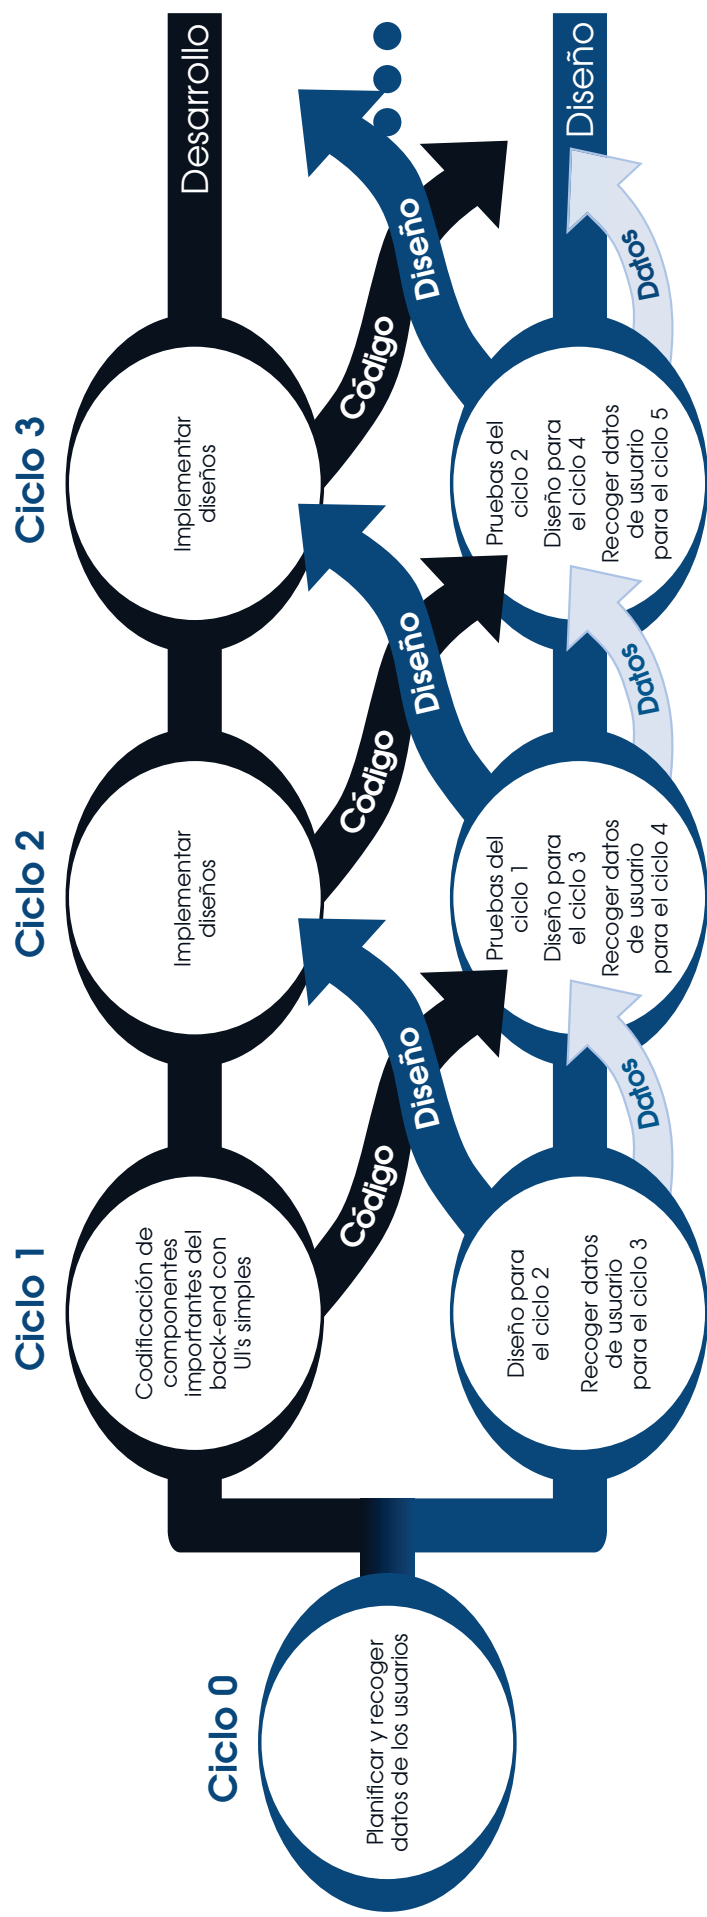 Ciclo 0
Planificar y recoger
datos de los usuarios
Ciclo 1
Codificación de
componentes
importantes del
back-end con
UI's simples
Código
Diseño
Diseño para
el ciclo 2
Recoger datos
de usuario
para el ciclo 3
Datos
Ciclo 2
Implementar
diseños
Código
Diseño
Pruebas del
ciclo 1
Diseño para
el ciclo 3
Recoger datos
de usuario
para el ciclo 4
Datos
Ciclo 3
Implementar
diseños
Código
Diseño
Pruebas del
ciclo 2
Diseño para
el ciclo 4
Recoger datos
de usuario
para el ciclo 5
Datos
Desarrollo
Diseño